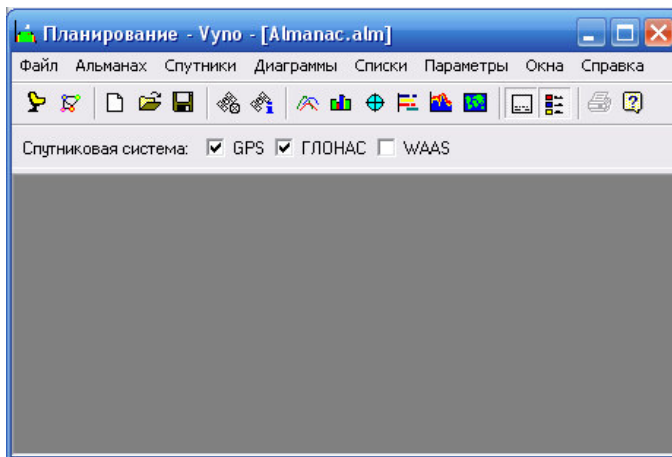 Планирование - Vyno - [Almanac.alm]
Файл Альманах Спутники Диаграммы Списки Параметры Окна Справка
Спутниковая система: GPS ГЛОНАС WAAS